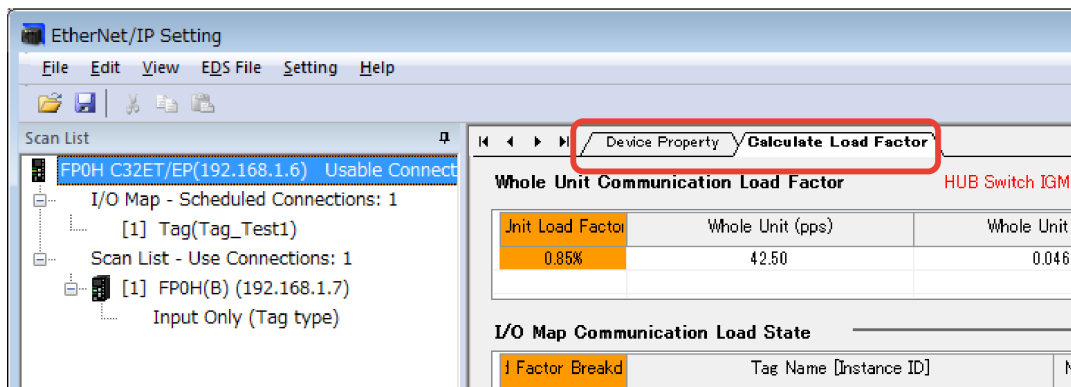 EtherNet/IP Setting
File Edit View EDS File Setting Help
Scan List
Device Property Calculate Load Factor
FP0H C32ET/EP(192.168.1.6) Usable Connect
I/O Map - Scheduled Connections: 1
[1] Tag(Tag_Test1)
Scan List - Use Connections: 1
[1] FP0H(B) (192.168.1.7)
Input Only (Tag type)
Whole Unit Communication Load Factor HUB Switch IGM
Unit Load Factor Whole Unit (pps) Whole Unit
0.85% 42.50 0.046
I/O Map Communication Load State
d Factor Breakd Tag Name [Instance ID]